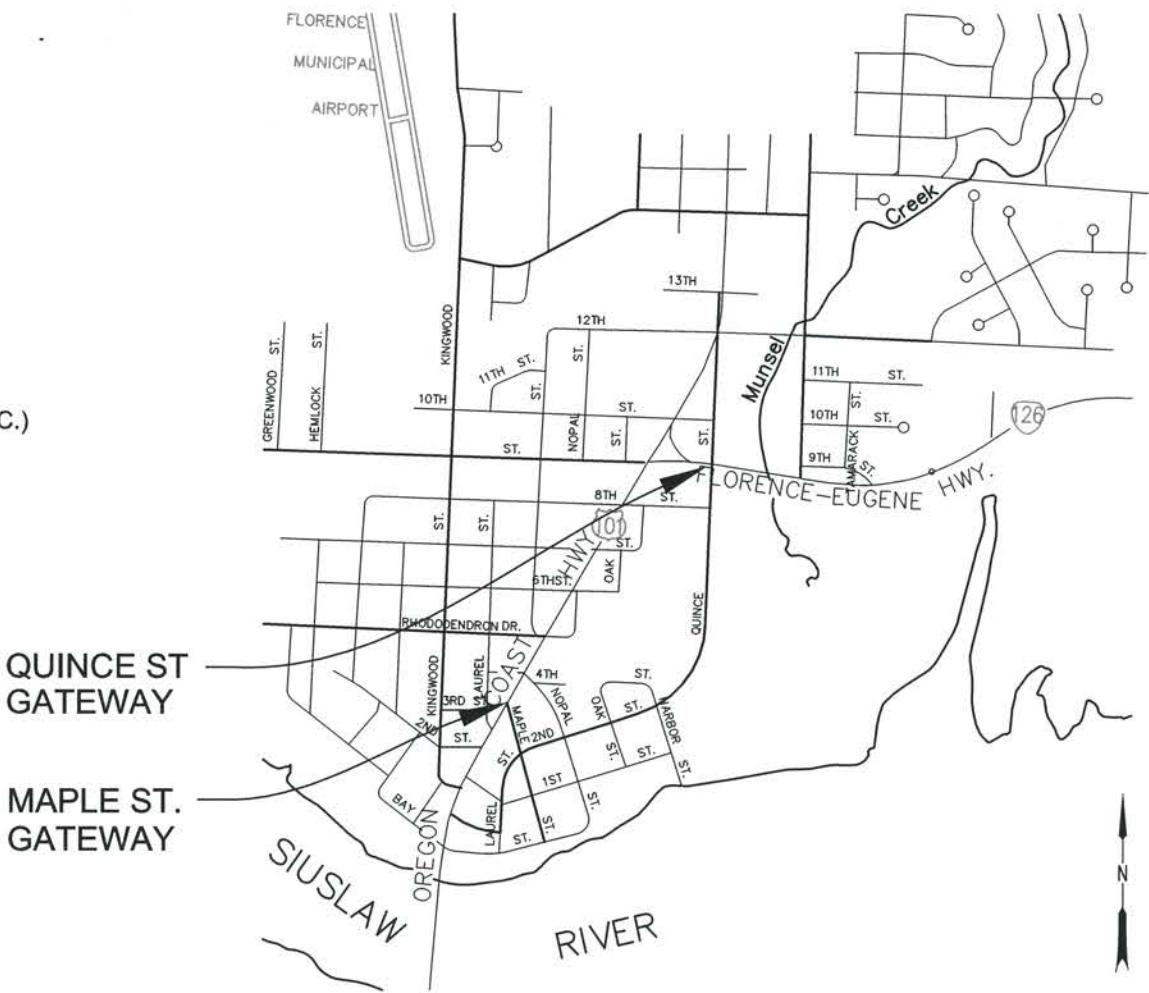 FLORENCE
MUNICIPAL
AIRPORT
Creek
13TH
KINGWOOD
12TH
GREENWOOD ST.
HEMLOCK ST.
11TH ST.
ST.
ST.
Munsel
11TH ST.
10TH
ST.
NOPAL
ST.
10TH ST.
TAMARACK ST.
126
C.)
ST.
ST.
9TH ST.
FLORENCE-EUGENE HWY.
8TH ST.
KINGWOOD ST.
ST.
HWY
101
ST.
OAK
6TH ST.
QUINCE
RHODODENDRON DR.
QUINCE ST
GATEWAY
LAUREL
COAST
4TH
ST.
3RD ST.
MAPLE
NOPAL
OAK
ST.
HARBOR
2ND
ST.
ST.
2ND
ST.
ST.
ST.
MAPLE ST.
GATEWAY
BAY
1ST
LAUREL
ST.
ST.
ST.
OREGON
SIUSLAW
RIVER
N